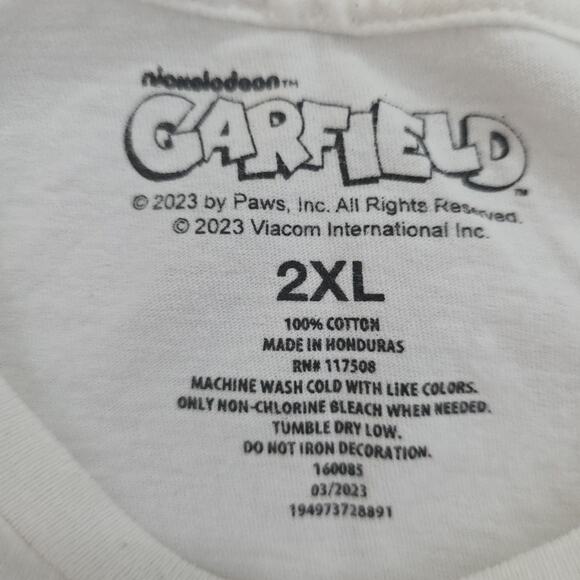 nickelodeon™
GARFIELD™
© 2023 by Paws, Inc. All Rights Reserved.
© 2023 Viacom International Inc.
2XL
100% COTTON
MADE IN HONDURAS
RN# 117508
MACHINE WASH COLD WITH LIKE COLORS.
ONLY NON-CHLORINE BLEACH WHEN NEEDED.
TUMBLE DRY LOW.
DO NOT IRON DECORATION.
160085
03/2023
194973728891